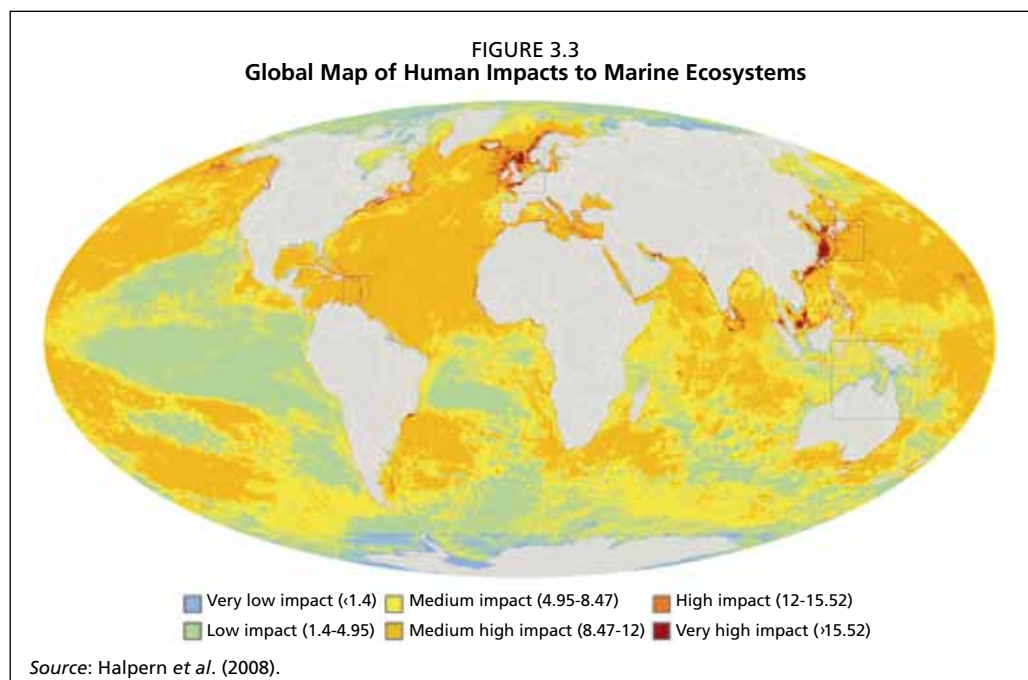 FIGURE 3.3
Global Map of Human Impacts to Marine Ecosystems
Very low impact (‹1.4) Medium impact (4.95-8.47) High impact (12-15.52)
Low impact (1.4-4.95) Medium high impact (8.47-12) Very high impact (›15.52)
Source: Halpern et al. (2008).